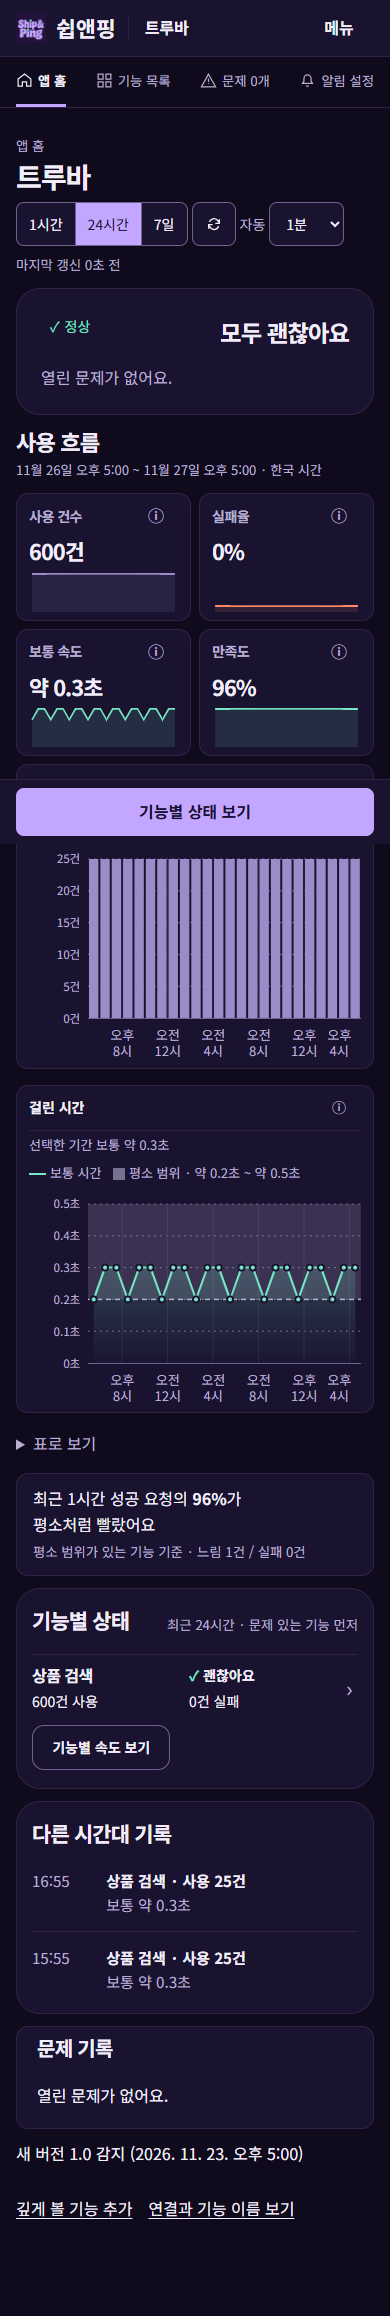 Ship&
Ping
쉽앤핑
트루바
메뉴
앱 홈
기능 목록
문제 0개
알림 설정
앱 홈
트루바
1시간
24시간
7일
자동
1분
마지막 갱신 0초 전
✓ 정상
모두 괜찮아요
열린 문제가 없어요.
사용 흐름
11월 26일 오후 5:00 ~ 11월 27일 오후 5:00 · 한국 시간
사용 건수
600건
실패율
0%
보통 속도
약 0.3초
만족도
96%
기능별 상태 보기
25건
20건
15건
10건
5건
0건
오후 8시
오전 12시
오전 4시
오전 8시
오후 12시
오후 4시
걸린 시간
선택한 기간 보통 약 0.3초
보통 시간
평소 범위 · 약 0.2초 ~ 약 0.5초
0.5초
0.4초
0.3초
0.2초
0.1초
0초
오후 8시
오전 12시
오전 4시
오전 8시
오후 12시
오후 4시
▶ 표로 보기
최근 1시간 성공 요청의 96%가
평소처럼 빨랐어요
평소 범위가 있는 기능 기준 · 느림 1건 / 실패 0건
기능별 상태
최근 24시간 · 문제 있는 기능 먼저
상품 검색
✓ 괜찮아요
600건 사용
0건 실패
기능별 속도 보기
다른 시간대 기록
16:55
상품 검색 · 사용 25건
보통 약 0.3초
15:55
상품 검색 · 사용 25건
보통 약 0.3초
문제 기록
열린 문제가 없어요.
새 버전 1.0 감지 (2026. 11. 23. 오후 5:00)
깊게 볼 기능 추가
연결과 기능 이름 보기